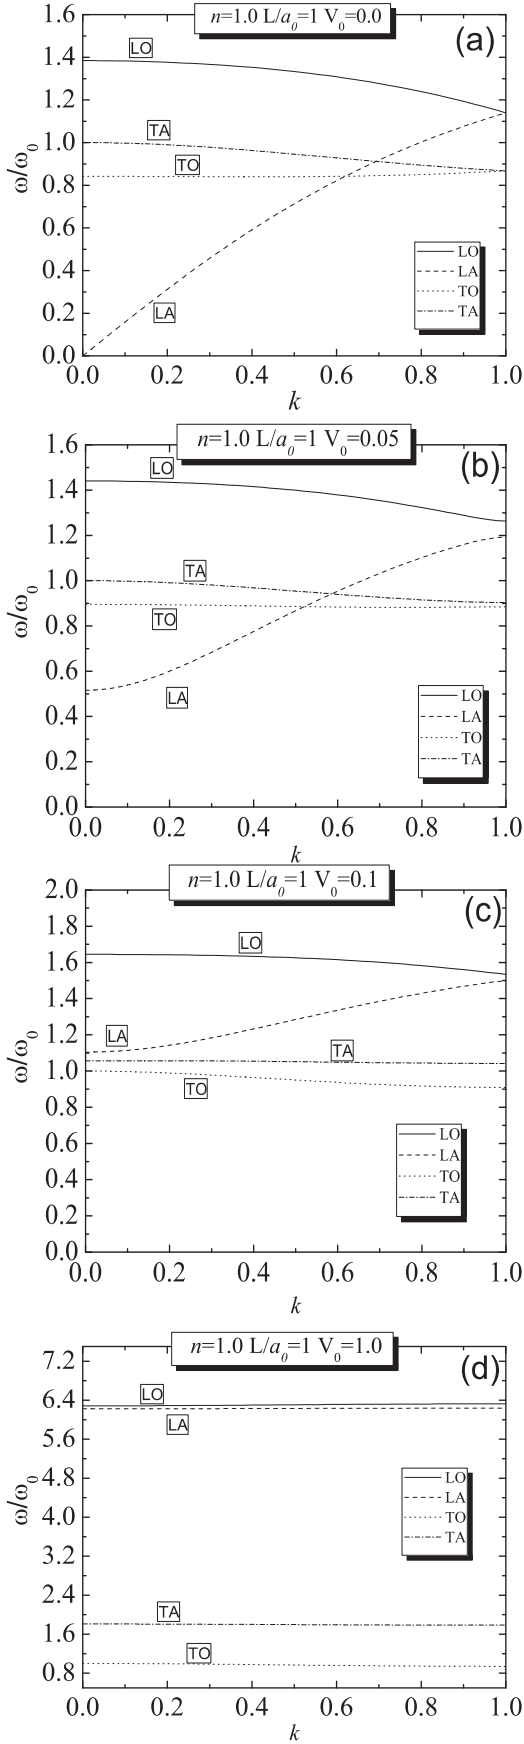 n=1.0 L/a₀=1 V₀=0.0
(a)
1.6
1.4
1.2
1.0
0.8
0.6
0.4
0.2
0.0
ω/ω₀
LO
TA
TO
LA
LO
LA
TO
TA
0.0 0.2 0.4 0.6 0.8 1.0
k
n=1.0 L/a₀=1 V₀=0.05
(b)
1.6
1.4
1.2
1.0
0.8
0.6
0.4
0.2
0.0
ω/ω₀
LO
TA
TO
LA
LO
LA
TO
TA
0.0 0.2 0.4 0.6 0.8 1.0
k
n=1.0 L/a₀=1 V₀=0.1
(c)
2.0
1.8
1.6
1.4
1.2
1.0
0.8
0.6
0.4
0.2
0.0
ω/ω₀
LO
LA
TA
TO
LO
LA
TO
TA
0.0 0.2 0.4 0.6 0.8 1.0
k
n=1.0 L/a₀=1 V₀=1.0
(d)
7.2
6.4
5.6
4.8
4.0
3.2
2.4
1.6
0.8
ω/ω₀
LO
LA
TA
TO
LO
LA
TO
TA
0.0 0.2 0.4 0.6 0.8 1.0
k